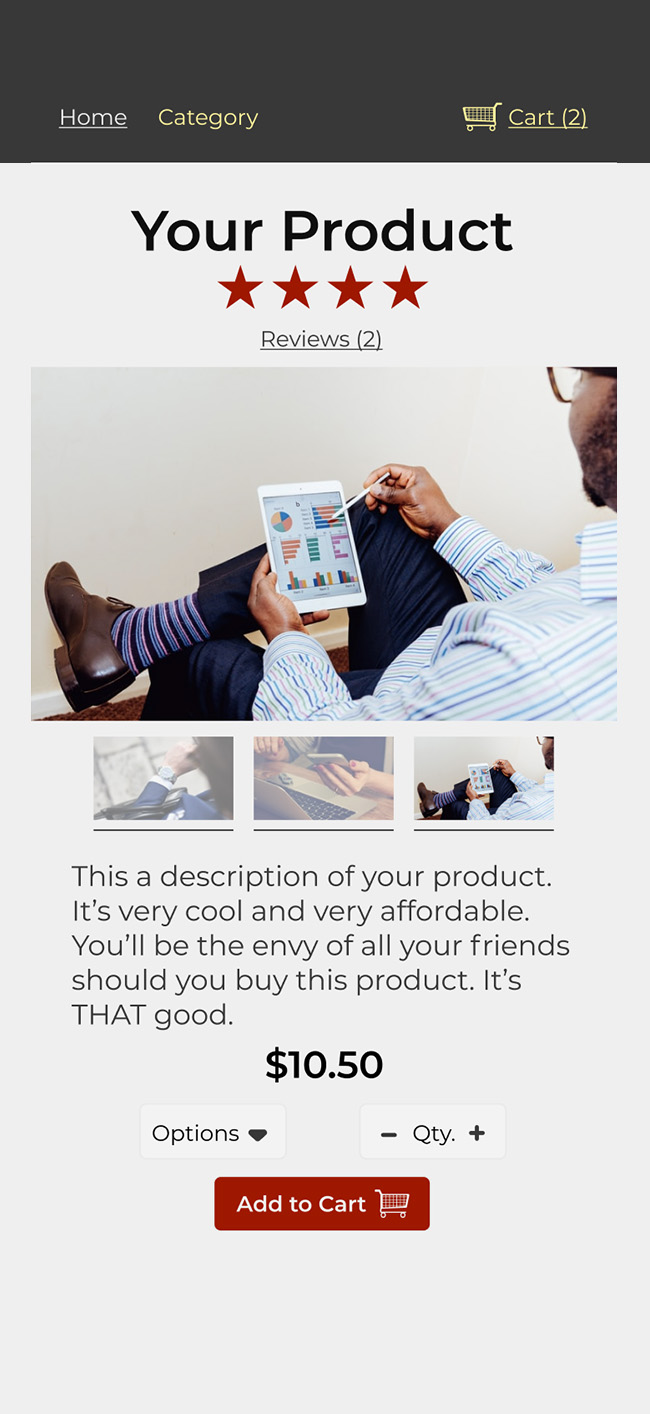 Home Category Cart (2)
Your Product
Reviews (2)
This a description of your product.
It’s very cool and very affordable.
You’ll be the envy of all your friends
should you buy this product. It’s
THAT good.
$10.50
Options – Qty. +
Add to Cart